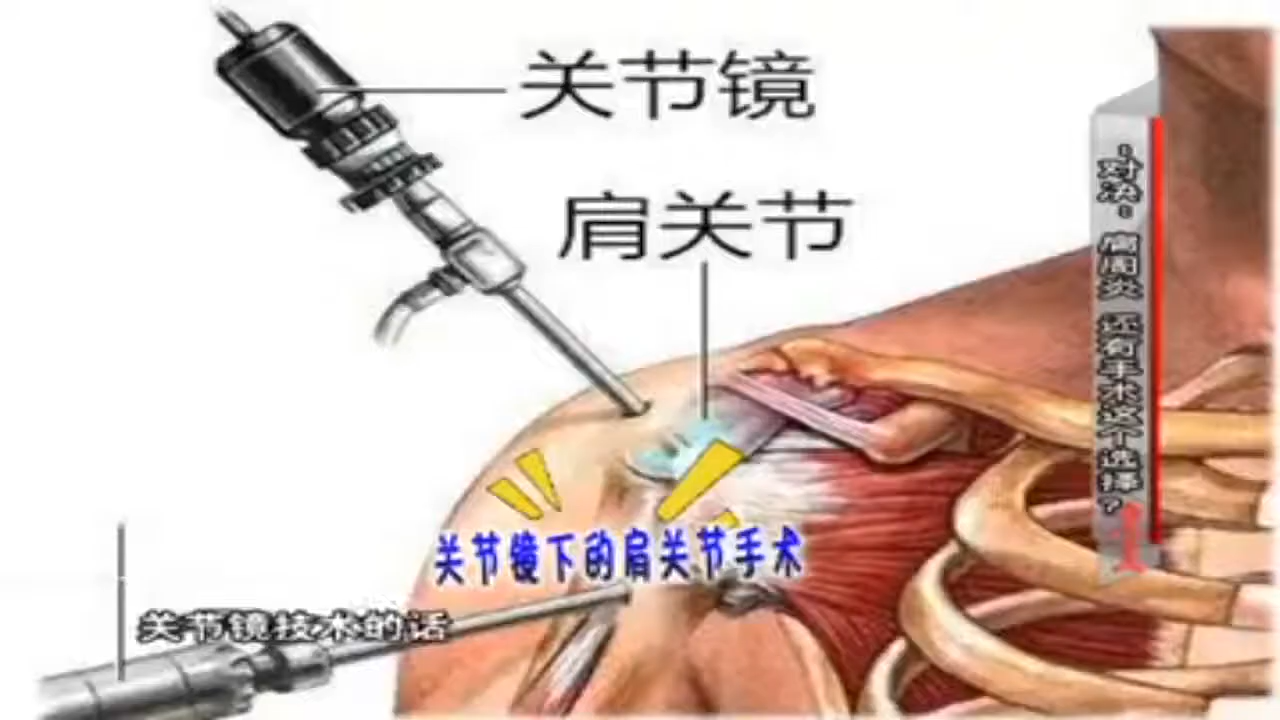 关节镜
肩关节
“对决”肩周炎 还有手术这个选择?
关节镜下的肩关节手术
关节镜技术的话